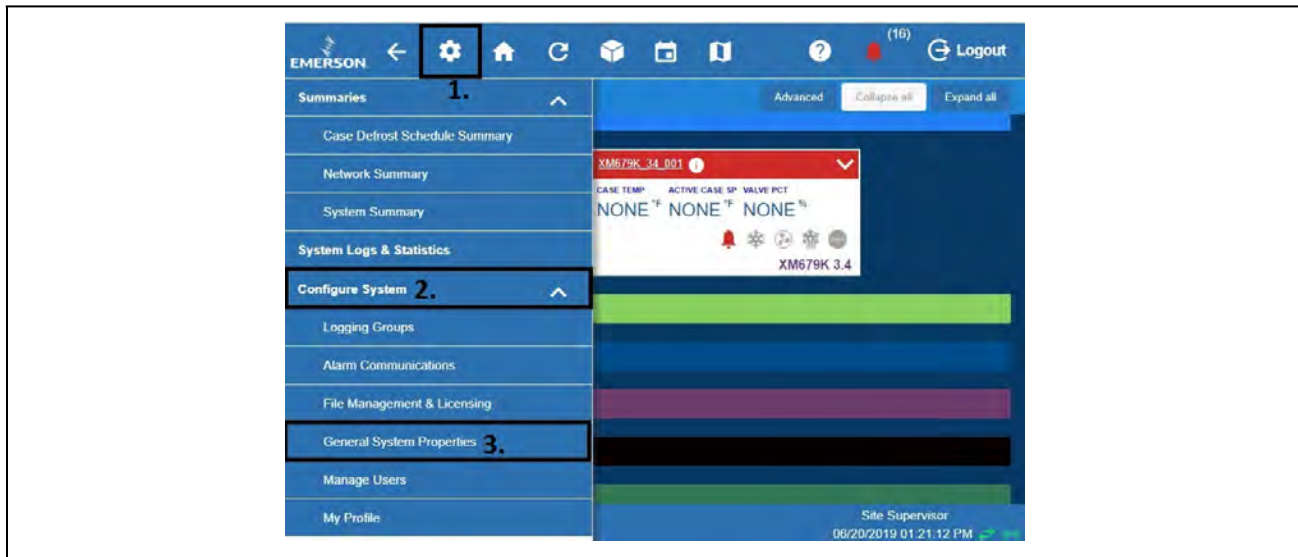 EMERSON
(16)
Logout
1.
Summaries
Advanced
Collapse all
Expand all
Case Defrost Schedule Summary
Network Summary
System Summary
System Logs & Statistics
Configure System 2.
Logging Groups
Alarm Communications
File Management & Licensing
General System Properties 3.
Manage Users
My Profile
XM679K_34_001
CASE TEMP ACTIVE CASE SP VALVE PCT
NONE °F NONE °F NONE %
XM679K 3.4
Site Supervisor
06/20/2019 01:21:12 PM